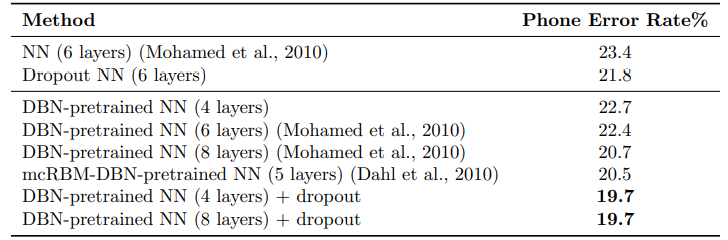 Method Phone Error Rate%
NN (6 layers) (Mohamed et al., 2010) 23.4
Dropout NN (6 layers) 21.8
DBN-pretrained NN (4 layers) 22.7
DBN-pretrained NN (6 layers) (Mohamed et al., 2010) 22.4
DBN-pretrained NN (8 layers) (Mohamed et al., 2010) 20.7
mcRBM-DBN-pretrained NN (5 layers) (Dahl et al., 2010) 20.5
DBN-pretrained NN (4 layers) + dropout 19.7
DBN-pretrained NN (8 layers) + dropout 19.7